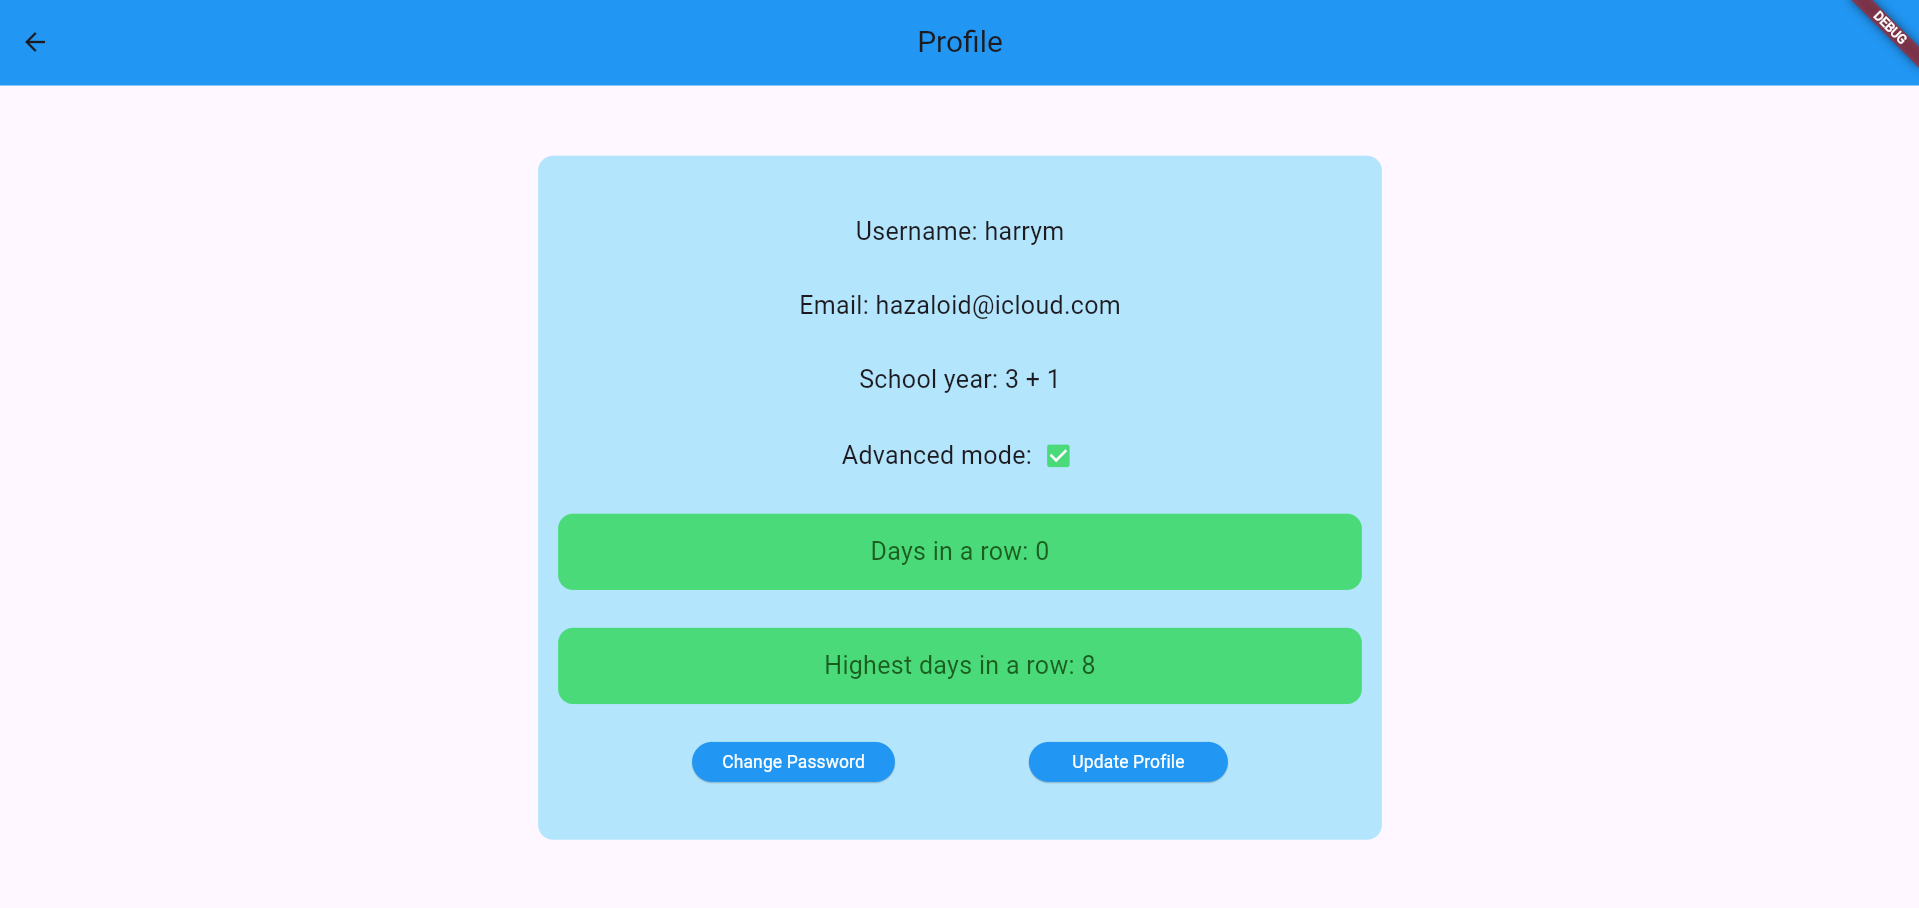 Profile
DEBUG
Username: harrym
Email: hazaloid@icloud.com
School year: 3 + 1
Advanced mode:
Days in a row: 0
Highest days in a row: 8
Change Password
Update Profile